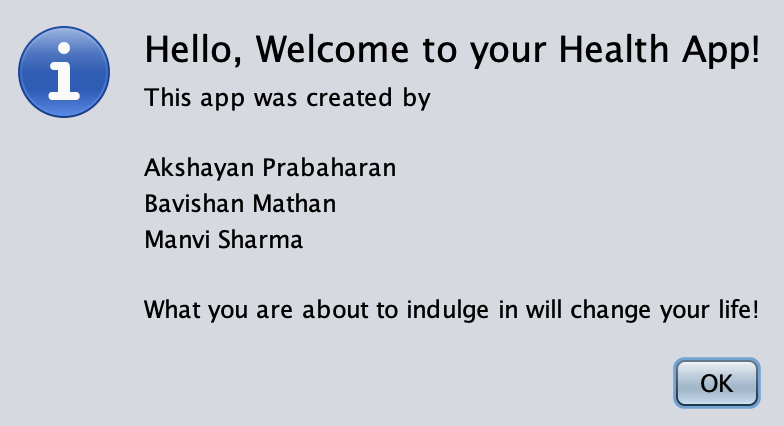 Hello, Welcome to your Health App!
This app was created by
Akshayan Prabaharan
Bavishan Mathan
Manvi Sharma
What you are about to indulge in will change your life!
OK